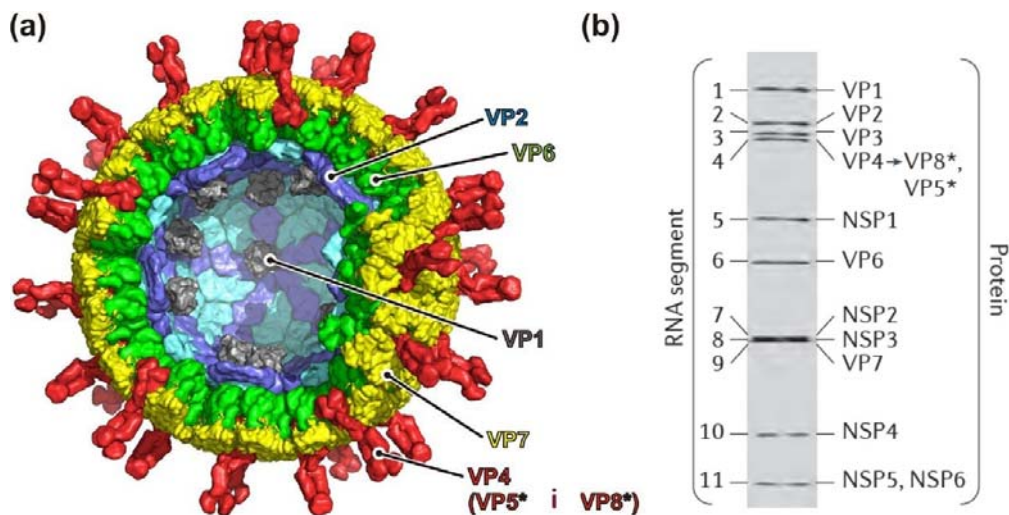 (a)
VP2
VP6
VP1
VP7
VP4
(VP5* i VP8*)
(b)
RNA segment
1 VP1
2 VP2
3 VP3
4 VP4→VP8*,
VP5*
5 NSP1
6 VP6
7 NSP2
8 NSP3
9 VP7
10 NSP4
11 NSP5, NSP6
Protein